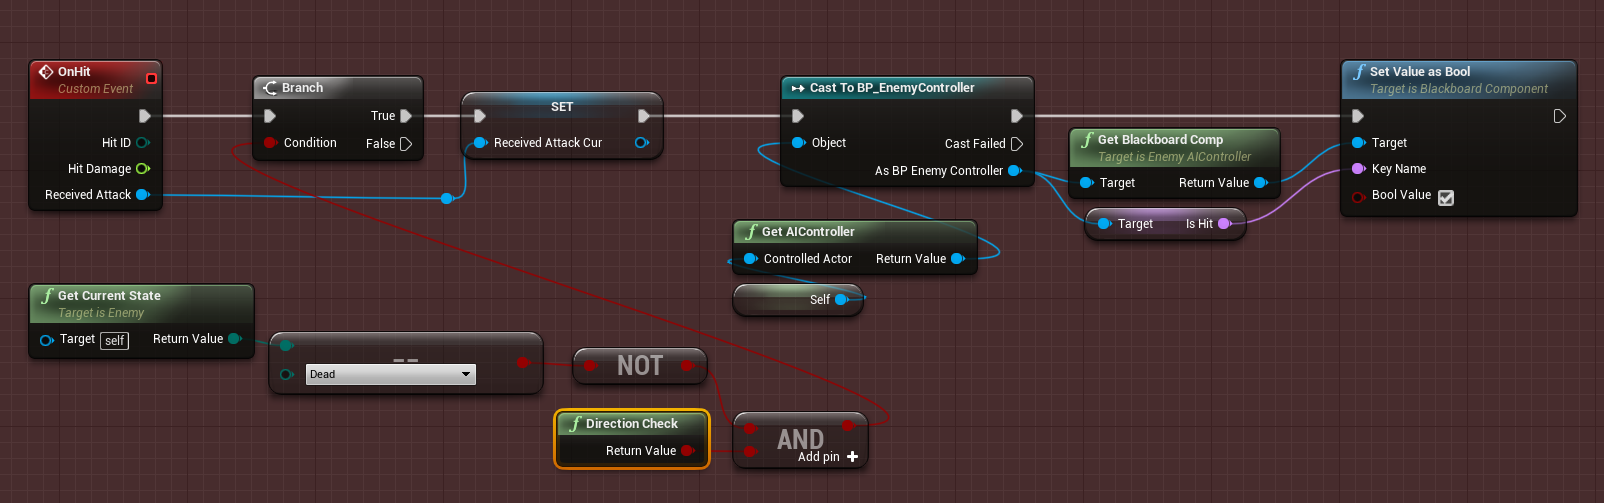 OnHit
Custom Event
Hit ID
Hit Damage
Received Attack
Branch
True
Condition
False
SET
Received Attack Cur
Cast To BP_EnemyController
Object
Cast Failed
As BP Enemy Controller
Get Blackboard Comp
Target is Enemy AIController
Target
Return Value
Target
Is Hit
Set Value as Bool
Target is Blackboard Component
Target
Key Name
Bool Value
Get AIController
Controlled Actor
Return Value
Self
Get Current State
Target is Enemy
Target
self
Return Value
==
Dead
NOT
Direction Check
Return Value
AND
Add pin